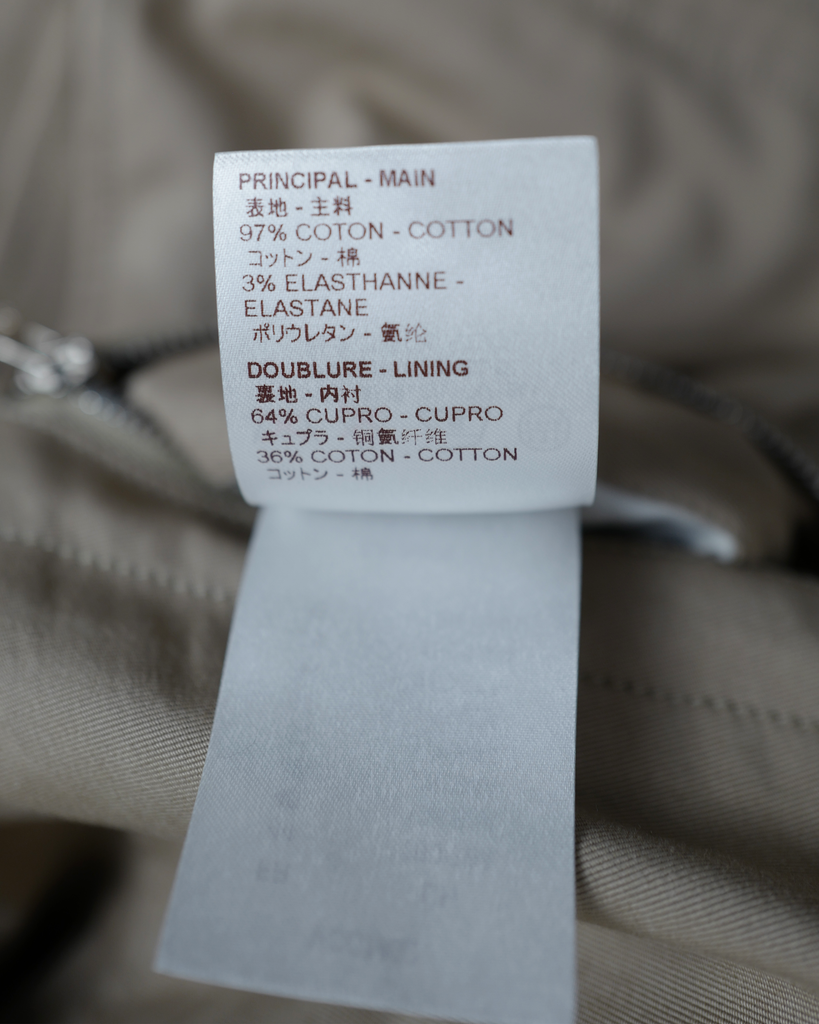 PRINCIPAL - MAIN
表地 - 主料
97% COTON - COTTON
コットン - 棉
3% ELASTHANNE -
ELASTANE
ポリウレタン - 氨纶
DOUBLURE - LINING
裏地 - 内衬
64% CUPRO - CUPRO
キュプラ - 铜氨纤维
36% COTON - COTTON
コットン - 棉